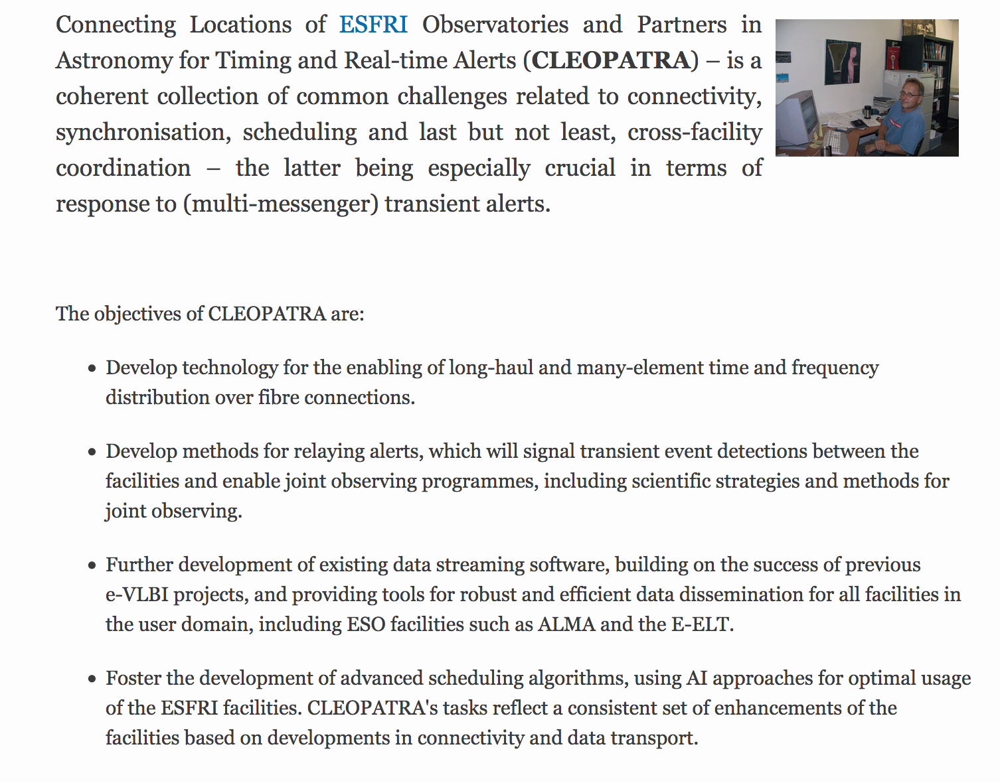 Connecting Locations of ESFRI Observatories and Partners in
Astronomy for Timing and Real-time Alerts (CLEOPATRA) – is a
coherent collection of common challenges related to connectivity,
synchronisation, scheduling and last but not least, cross-facility
coordination – the latter being especially crucial in terms of
response to (multi-messenger) transient alerts.
The objectives of CLEOPATRA are:
• Develop technology for the enabling of long-haul and many-element time and frequency
distribution over fibre connections.
• Develop methods for relaying alerts, which will signal transient event detections between the
facilities and enable joint observing programmes, including scientific strategies and methods for
joint observing.
• Further development of existing data streaming software, building on the success of previous
e-VLBI projects, and providing tools for robust and efficient data dissemination for all facilities in
the user domain, including ESO facilities such as ALMA and the E-ELT.
• Foster the development of advanced scheduling algorithms, using AI approaches for optimal usage
of the ESFRI facilities. CLEOPATRA's tasks reflect a consistent set of enhancements of the
facilities based on developments in connectivity and data transport.